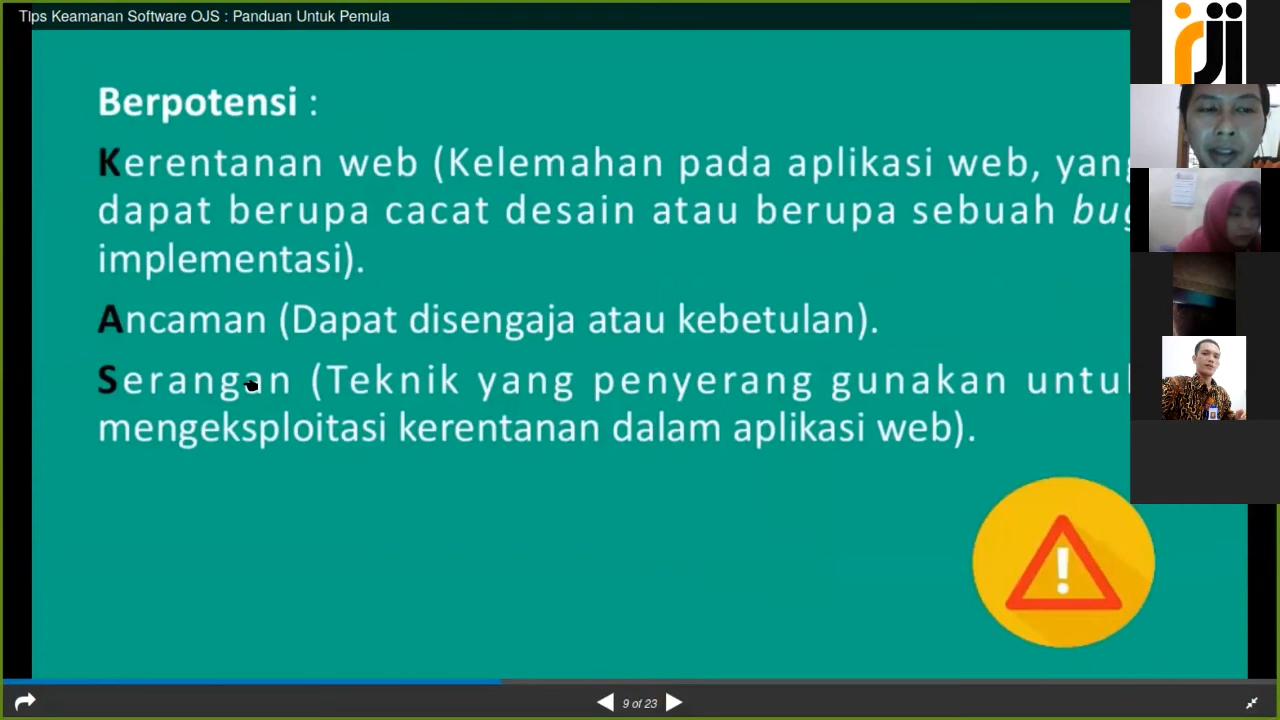 Tips Keamanan Software OJS : Panduan Untuk Pemula
rji
Berpotensi :
Kerentanan web (Kelemahan pada aplikasi web, yang
dapat berupa cacat desain atau berupa sebuah bug
implementasi).
Ancaman (Dapat disengaja atau kebetulan).
Serangan (Teknik yang penyerang gunakan untu
mengeksploitasi kerentanan dalam aplikasi web).
9 of 23